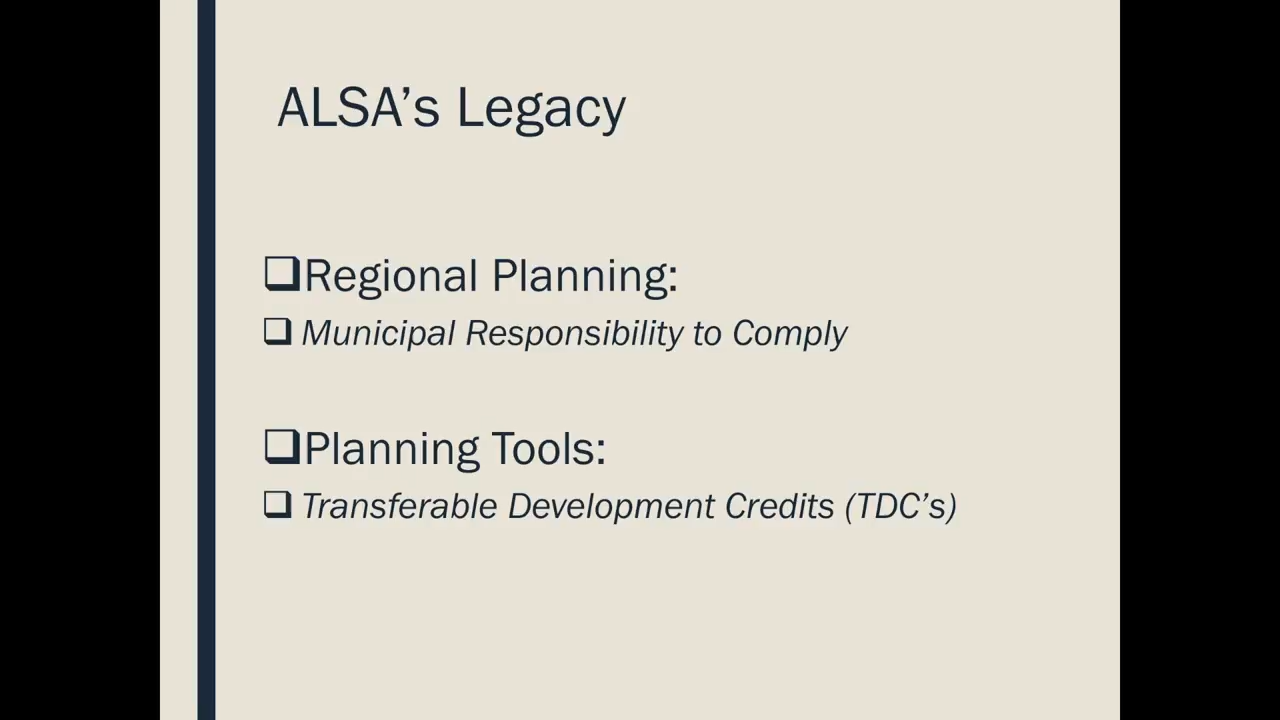 ALSA’s Legacy
❑Regional Planning:
❑ Municipal Responsibility to Comply
❑Planning Tools:
❑ Transferable Development Credits (TDC’s)